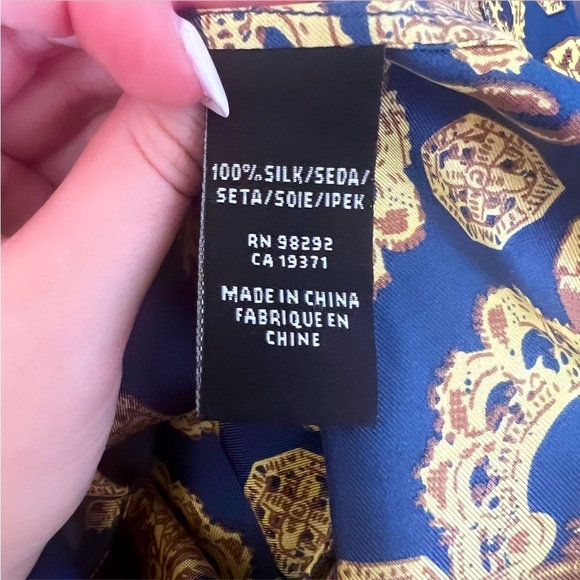 100% SILK/SEDA/
SETA/SOIE/IPEK
RN 98292
CA 19371
MADE IN CHINA
FABRIQUE EN
CHINE